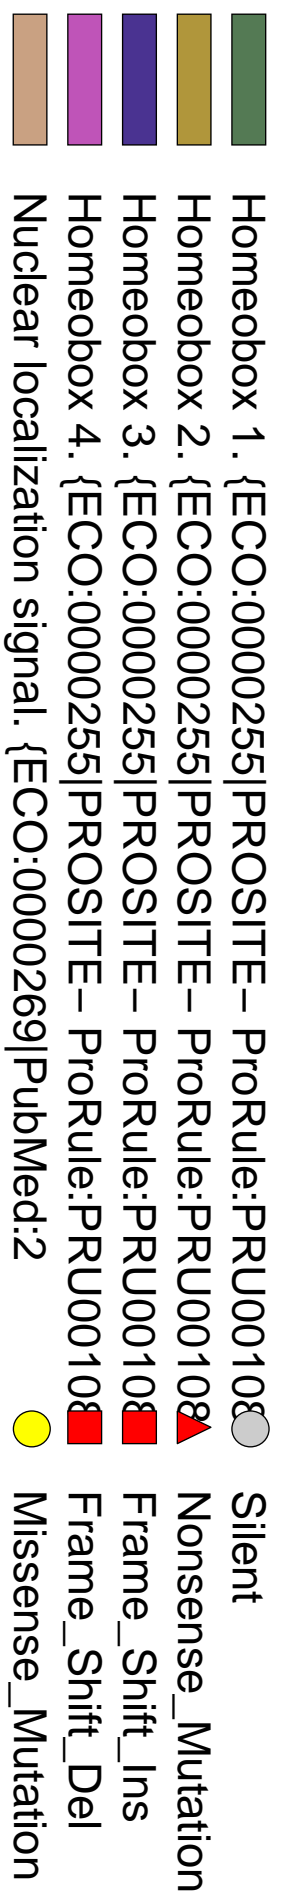 Homeobox 1. {ECO:0000255|PROSITE− ProRule:PRU00108
Homeobox 2. {ECO:0000255|PROSITE− ProRule:PRU00108
Homeobox 3. {ECO:0000255|PROSITE− ProRule:PRU00108
Homeobox 4. {ECO:0000255|PROSITE− ProRule:PRU00108
Nuclear localization signal. {ECO:0000269|PubMed:2
Silent
Nonsense_Mutation
Frame_Shift_Ins
Frame_Shift_Del
Missense_Mutation